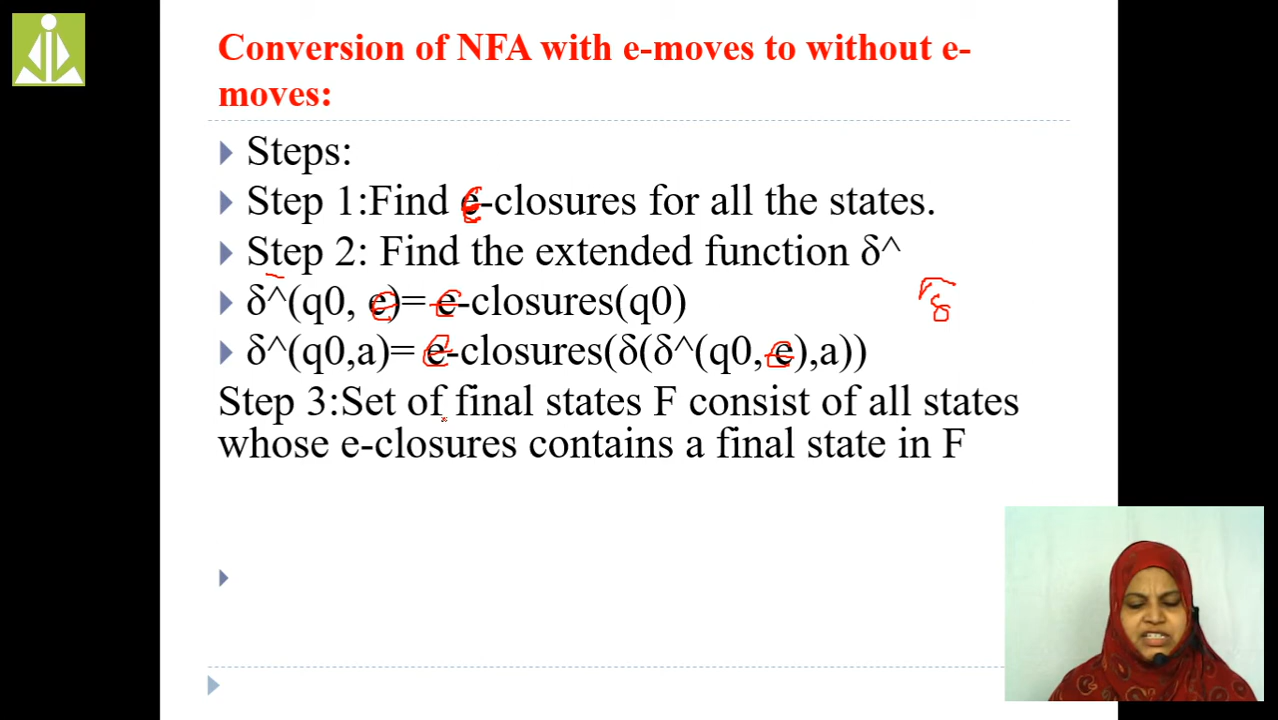 Conversion of NFA with e-moves to without e-
moves:
Steps:
Step 1:Find e-closures for all the states.
Step 2: Find the extended function δ^
δ^(q0, e)= e-closures(q0)
δ^(q0,a)= e-closures(δ(δ^(q0, e),a))
Step 3:Set of final states F consist of all states
whose e-closures contains a final state in F